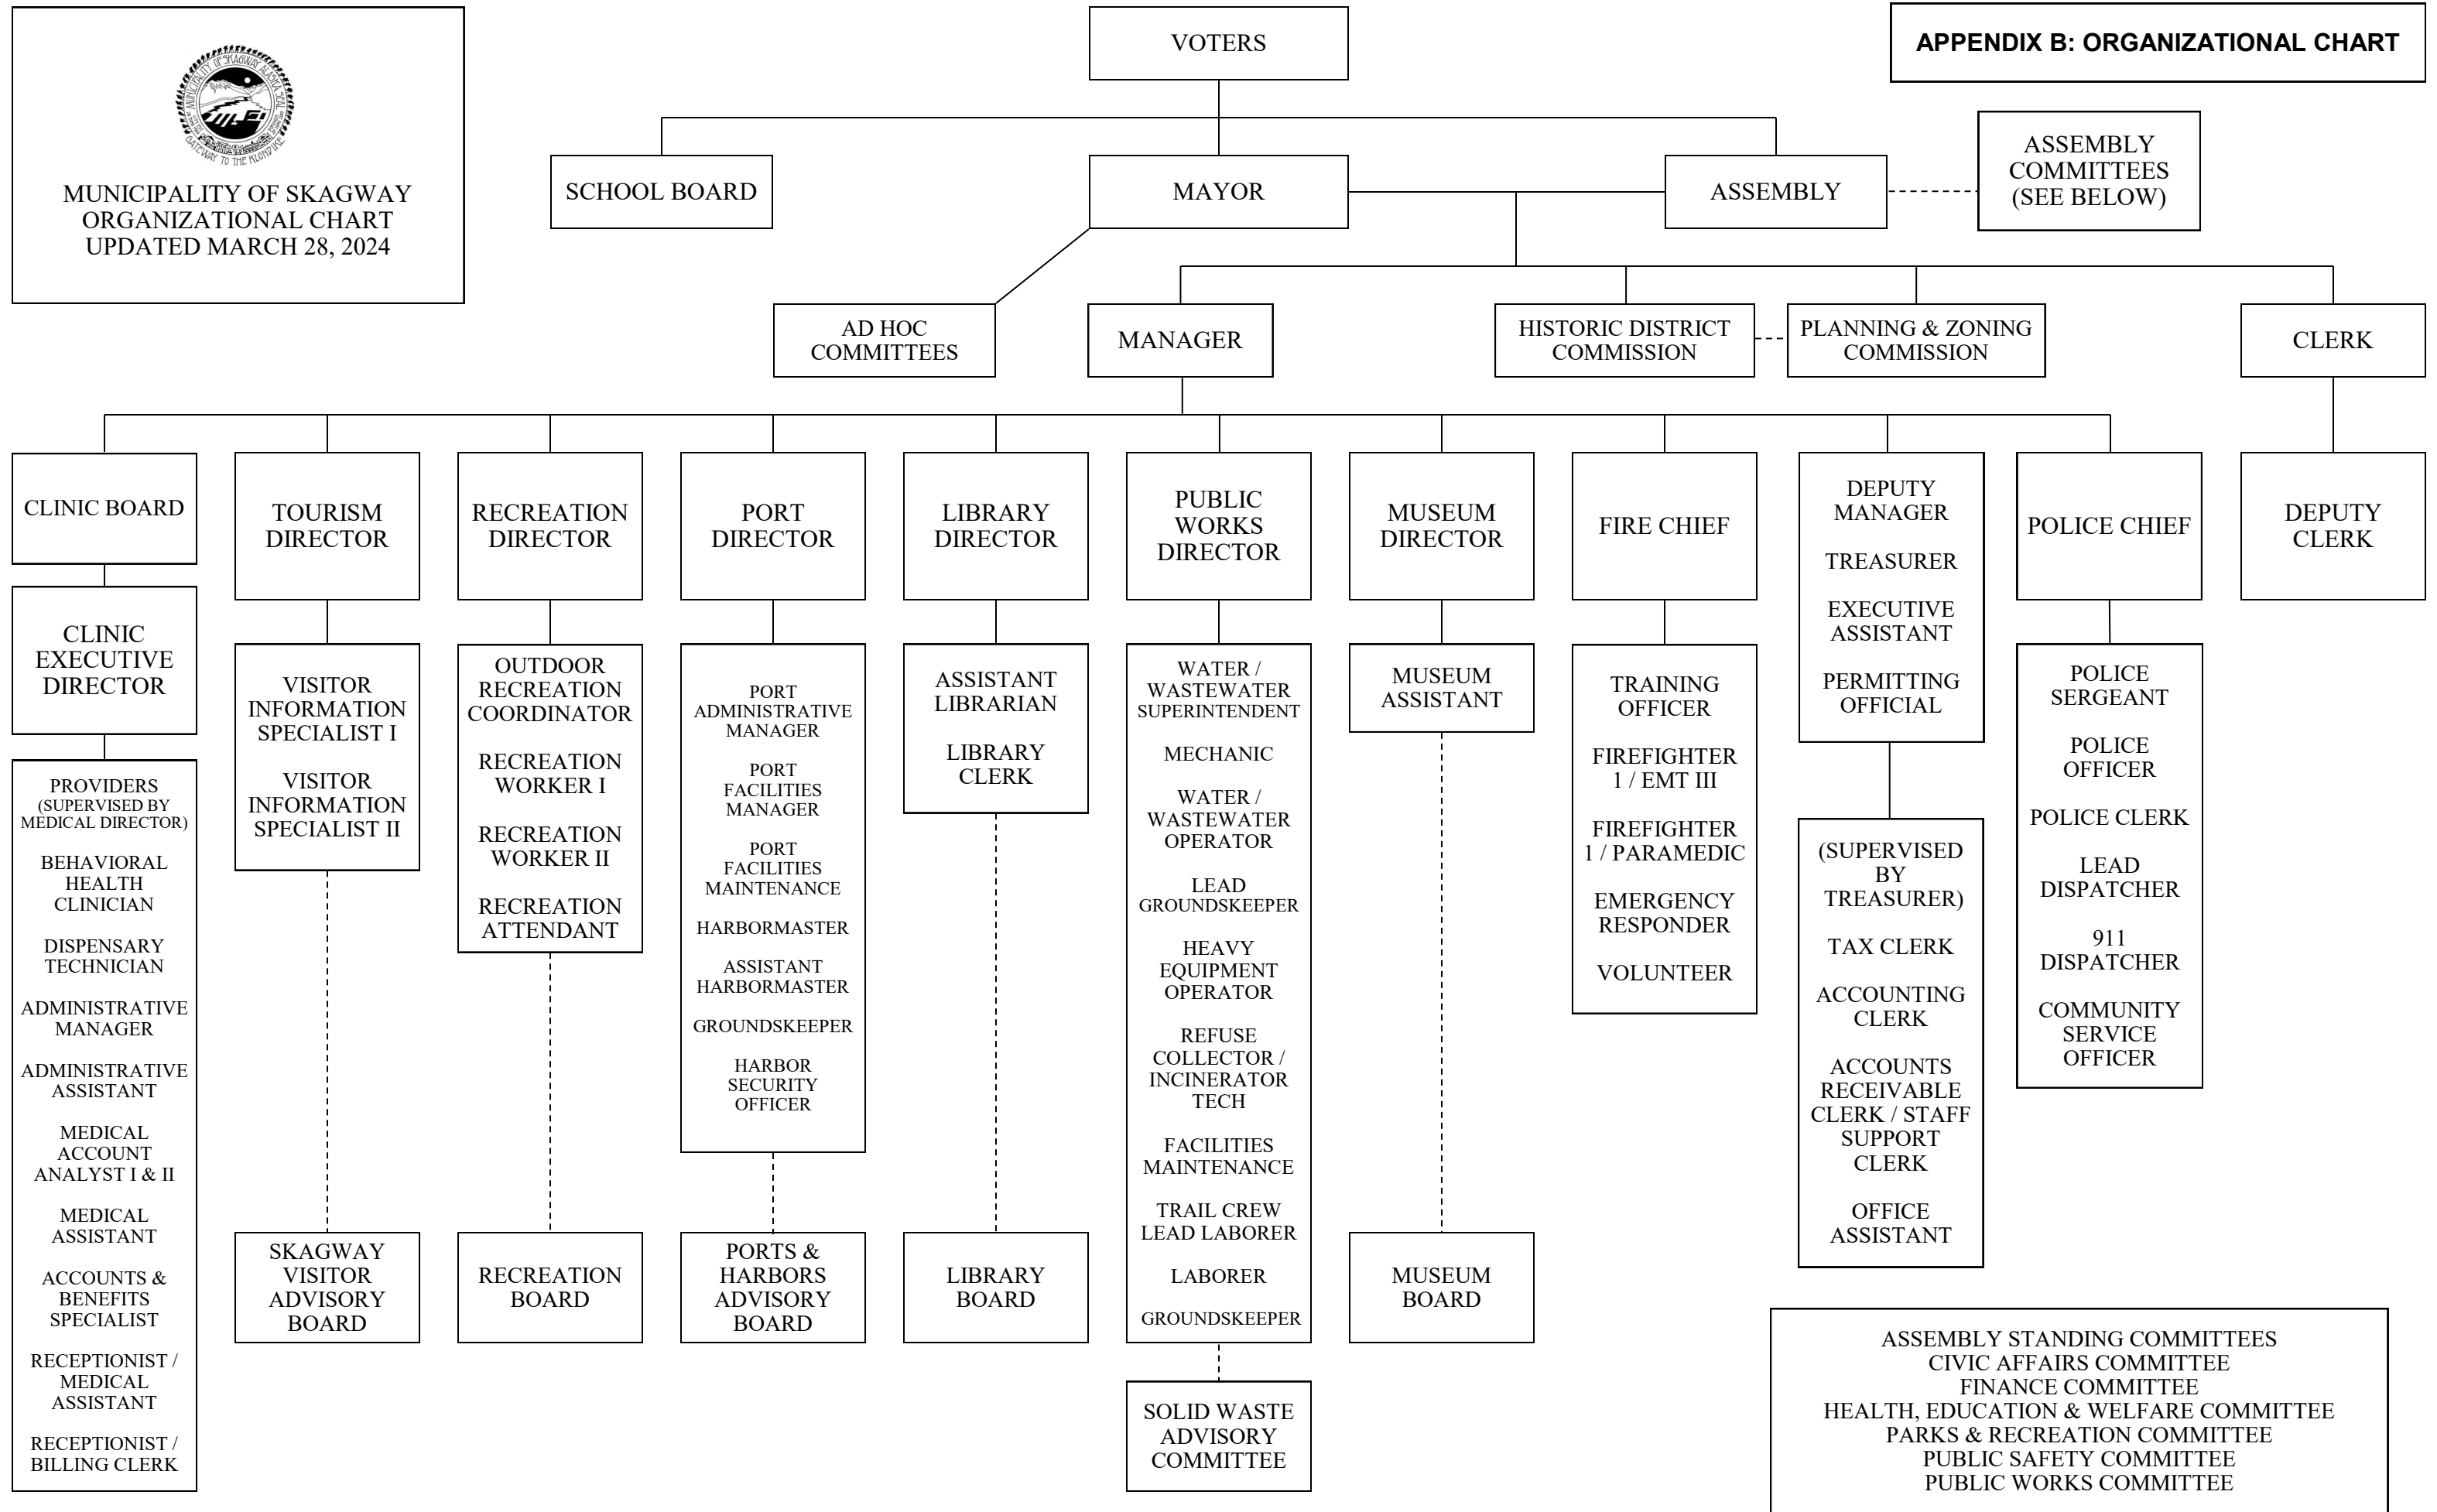 MUNICIPALITY OF SKAGWAY ALASKA SEAL
GATEWAY TO THE KLONDIKE
MUNICIPALITY OF SKAGWAY
ORGANIZATIONAL CHART
UPDATED MARCH 28, 2024
VOTERS
APPENDIX B: ORGANIZATIONAL CHART
SCHOOL BOARD
MAYOR
ASSEMBLY
ASSEMBLY
COMMITTEES
(SEE BELOW)
AD HOC
COMMITTEES
MANAGER
HISTORIC DISTRICT
COMMISSION
PLANNING & ZONING
COMMISSION
CLERK
CLINIC BOARD
TOURISM
DIRECTOR
RECREATION
DIRECTOR
PORT
DIRECTOR
LIBRARY
DIRECTOR
PUBLIC
WORKS
DIRECTOR
MUSEUM
DIRECTOR
FIRE CHIEF
DEPUTY
MANAGER
TREASURER
EXECUTIVE
ASSISTANT
PERMITTING
OFFICIAL
POLICE CHIEF
DEPUTY
CLERK
CLINIC
EXECUTIVE
DIRECTOR
PROVIDERS
(SUPERVISED BY
MEDICAL DIRECTOR)
BEHAVIORAL
HEALTH
CLINICIAN
DISPENSARY
TECHNICIAN
ADMINISTRATIVE
MANAGER
ADMINISTRATIVE
ASSISTANT
MEDICAL
ACCOUNT
ANALYST I & II
MEDICAL
ASSISTANT
ACCOUNTS &
BENEFITS
SPECIALIST
RECEPTIONIST /
MEDICAL
ASSISTANT
RECEPTIONIST /
BILLING CLERK
VISITOR
INFORMATION
SPECIALIST I
VISITOR
INFORMATION
SPECIALIST II
SKAGWAY
VISITOR
ADVISORY
BOARD
OUTDOOR
RECREATION
COORDINATOR
RECREATION
WORKER I
RECREATION
WORKER II
RECREATION
ATTENDANT
RECREATION
BOARD
PORT
ADMINISTRATIVE
MANAGER
PORT
FACILITIES
MANAGER
PORT
FACILITIES
MAINTENANCE
HARBORMASTER
ASSISTANT
HARBORMASTER
GROUNDSKEEPER
HARBOR
SECURITY
OFFICER
PORTS &
HARBORS
ADVISORY
BOARD
ASSISTANT
LIBRARIAN
LIBRARY
CLERK
LIBRARY
BOARD
WATER /
WASTEWATER
SUPERINTENDENT
MECHANIC
WATER /
WASTEWATER
OPERATOR
LEAD
GROUNDSKEEPER
HEAVY
EQUIPMENT
OPERATOR
REFUSE
COLLECTOR /
INCINERATOR
TECH
FACILITIES
MAINTENANCE
TRAIL CREW
LEAD LABORER
LABORER
GROUNDSKEEPER
SOLID WASTE
ADVISORY
COMMITTEE
MUSEUM
ASSISTANT
MUSEUM
BOARD
TRAINING
OFFICER
FIREFIGHTER
1 / EMT III
FIREFIGHTER
1 / PARAMEDIC
EMERGENCY
RESPONDER
VOLUNTEER
(SUPERVISED
BY
TREASURER)
TAX CLERK
ACCOUNTING
CLERK
ACCOUNTS
RECEIVABLE
CLERK / STAFF
SUPPORT
CLERK
OFFICE
ASSISTANT
POLICE
SERGEANT
POLICE
OFFICER
POLICE CLERK
LEAD
DISPATCHER
911
DISPATCHER
COMMUNITY
SERVICE
OFFICER
ASSEMBLY STANDING COMMITTEES
CIVIC AFFAIRS COMMITTEE
FINANCE COMMITTEE
HEALTH, EDUCATION & WELFARE COMMITTEE
PARKS & RECREATION COMMITTEE
PUBLIC SAFETY COMMITTEE
PUBLIC WORKS COMMITTEE